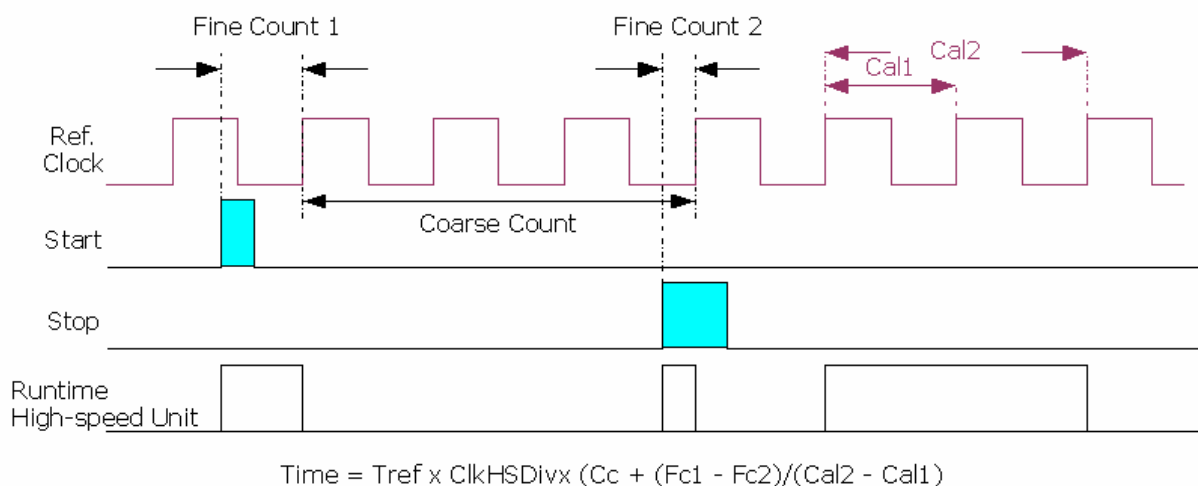 Fine Count 1
Fine Count 2
Cal2
Cal1
Ref.
Clock
Coarse Count
Start
Stop
Runtime
High-speed Unit
Time = Tref x ClkHSDivx (Cc + (Fc1 - Fc2)/(Cal2 - Cal1)